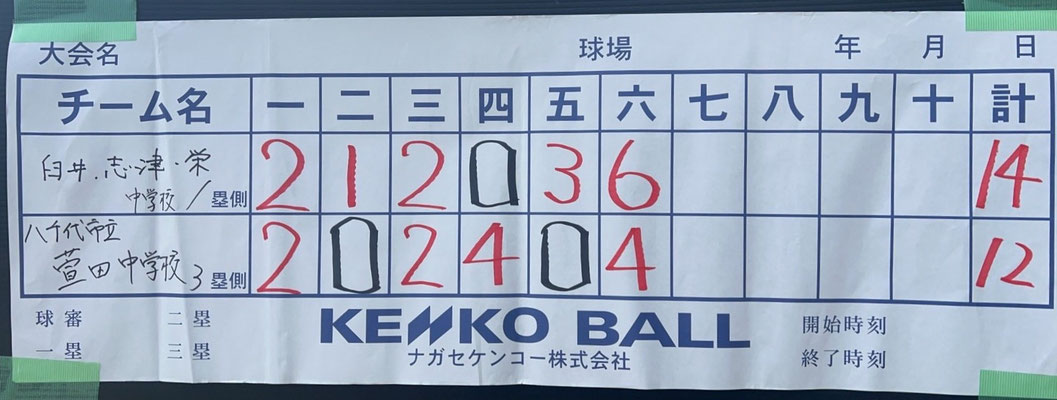 大会名 球場 年 月 日
チーム名 一 二 三 四 五 六 七 八 九 十 計
臼井・志津・栄
中学校 1塁側 2 1 2 0 3 6 14
八千代市立
萱田中学校 3塁側 2 0 2 4 0 4 12
球審 二塁 KENKO BALL 開始時刻
一塁 三塁 ナガセケンコー株式会社 終了時刻